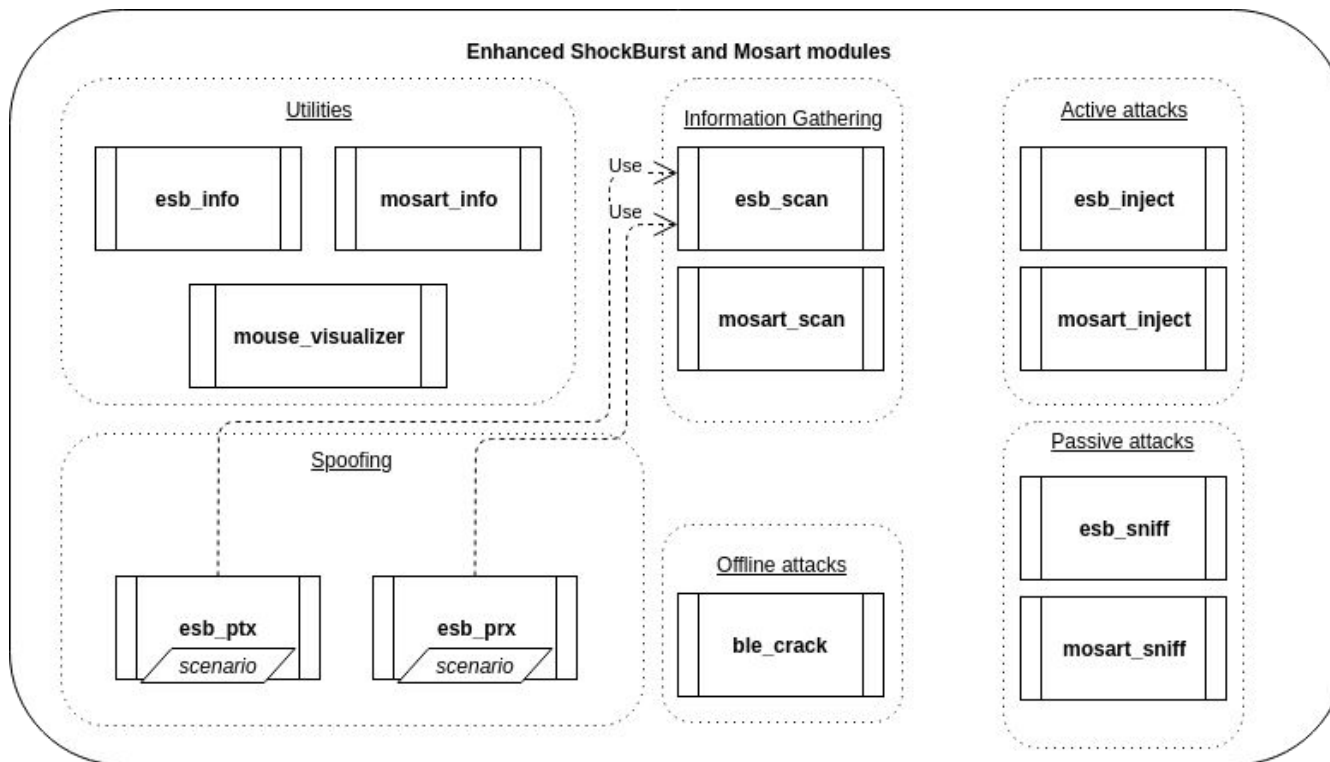 Enhanced ShockBurst and Mosart modules
Utilities
esb_info
mosart_info
mouse_visualizer
Information Gathering
Use
Use
esb_scan
mosart_scan
Active attacks
esb_inject
mosart_inject
Spoofing
esb_ptx
scenario
esb_prx
scenario
Offline attacks
ble_crack
Passive attacks
esb_sniff
mosart_sniff